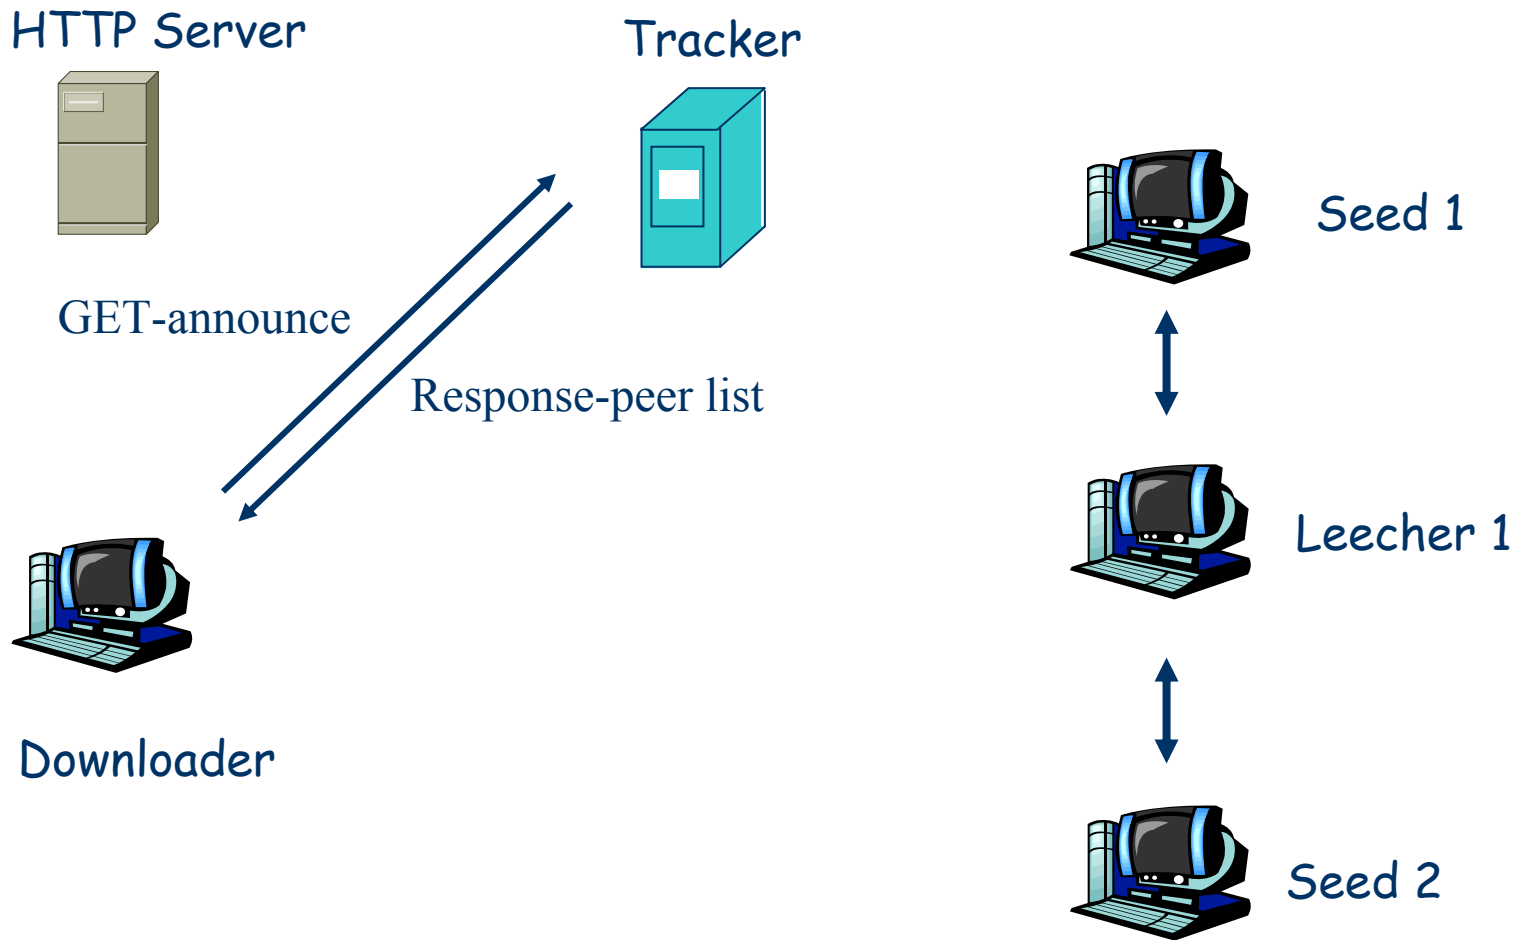 HTTP Server
Tracker
Seed 1
GET-announce
Response-peer list
Leecher 1
Downloader
Seed 2